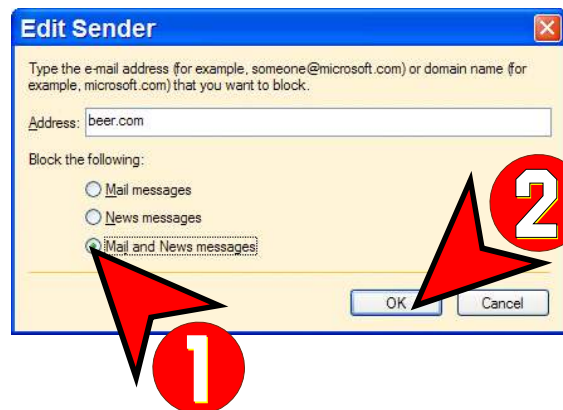 Edit Sender
Type the e-mail address (for example, someone@microsoft.com) or domain name (for
example, microsoft.com) that you want to block.
Address: beer.com
Block the following:
Mail messages
News messages
Mail and News messages
2
OK Cancel
1